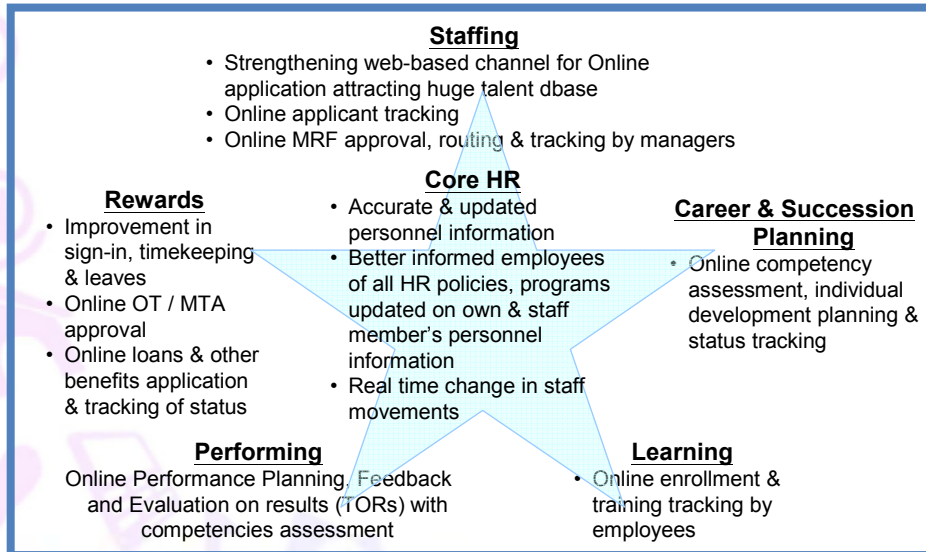 Staffing
• Strengthening web-based channel for Online
application attracting huge talent dbase
• Online applicant tracking
• Online MRF approval, routing & tracking by managers
Rewards
• Improvement in
sign-in, timekeeping
& leaves
• Online OT / MTA
approval
• Online loans & other
benefits application
& tracking of status
Core HR
• Accurate & updated
personnel information
• Better informed employees
of all HR policies, programs
updated on own & staff
member's personnel
information
• Real time change in staff
movements
Career & Succession
Planning
• Online competency
assessment, individual
development planning &
status tracking
Performing
Online Performance Planning, Feedback
and Evaluation on results (TORs) with
competencies assessment
Learning
• Online enrollment &
training tracking by
employees